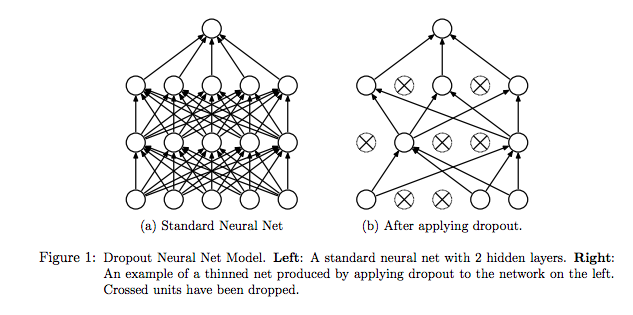 (a) Standard Neural Net
(b) After applying dropout.
Figure 1: Dropout Neural Net Model. Left: A standard neural net with 2 hidden layers. Right:
An example of a thinned net produced by applying dropout to the network on the left.
Crossed units have been dropped.